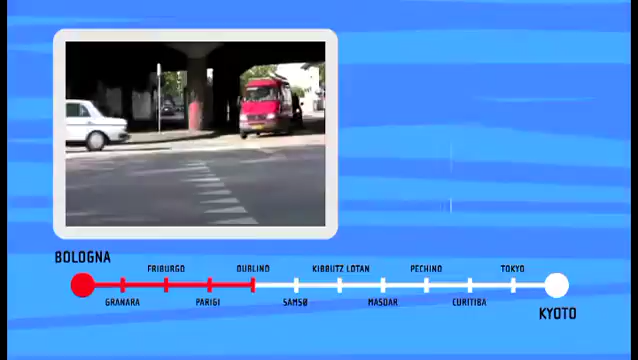 BOLOGNA
FRIBURGO
DUBLINO
KIBBUTZ LOTAN
PECHINO
TOKYO
GRANARA
PARIGI
SAMSØ
MASDAR
CURITIBA
KYOTO